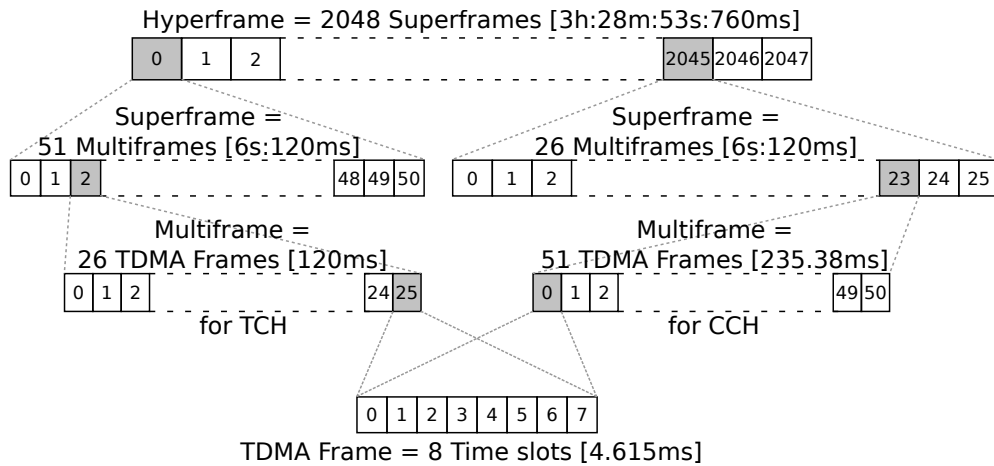 Hyperframe = 2048 Superframes [3h:28m:53s:760ms]
0 1 2 2045 2046 2047
Superframe =
51 Multiframes [6s:120ms]
Superframe =
26 Multiframes [6s:120ms]
0 1 2 48 49 50
0 1 2 23 24 25
Multiframe =
26 TDMA Frames [120ms]
Multiframe =
51 TDMA Frames [235.38ms]
0 1 2 24 25
0 1 2 49 50
for TCH
for CCH
0 1 2 3 4 5 6 7
TDMA Frame = 8 Time slots [4.615ms]